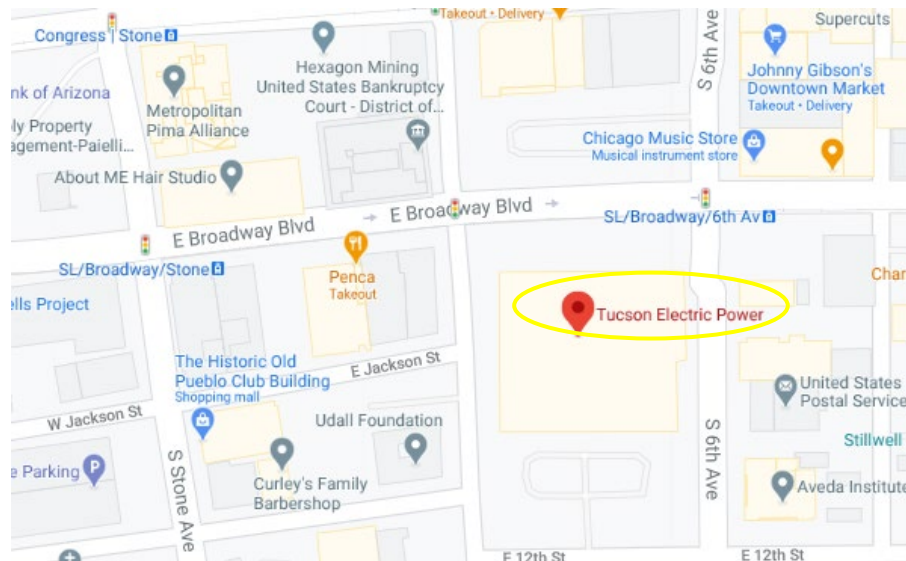 Takeout • Delivery
Supercuts
Congress | Stone
S 6th Ave
Hexagon Mining
United States Bankruptcy
Court - District of...
Johnny Gibson's
Downtown Market
Takeout • Delivery
nk of Arizona
Metropolitan
Pima Alliance
ly Property
agement-Paielli...
Chicago Music Store
Musical instrument store
About ME Hair Studio
E Broadway Blvd
E Broadway Blvd
SL/Broadway/6th Av
SL/Broadway/Stone
Penca
Takeout
Char
ells Project
Tucson Electric Power
The Historic Old
Pueblo Club Building
Shopping mall
E Jackson St
United States
Postal Service
W Jackson St
Udall Foundation
S 6th Ave
Stillwell
e Parking
P
S Stone Ave
Curley's Family
Barbershop
Aveda Institute
E 12th St
E 12th St